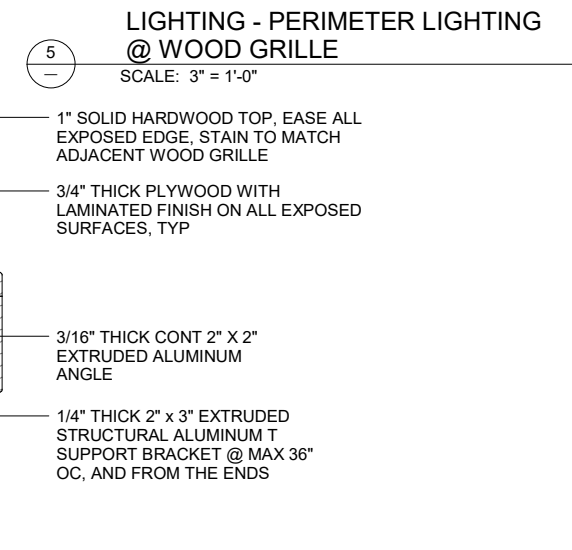 LIGHTING - PERIMETER LIGHTING
@ WOOD GRILLE
5
—
SCALE: 3" = 1'-0"
1" SOLID HARDWOOD TOP, EASE ALL
EXPOSED EDGE, STAIN TO MATCH
ADJACENT WOOD GRILLE
3/4" THICK PLYWOOD WITH
LAMINATED FINISH ON ALL EXPOSED
SURFACES, TYP
3/16" THICK CONT 2" X 2"
EXTRUDED ALUMINUM
ANGLE
1/4" THICK 2" x 3" EXTRUDED
STRUCTURAL ALUMINUM T
SUPPORT BRACKET @ MAX 36"
OC, AND FROM THE ENDS